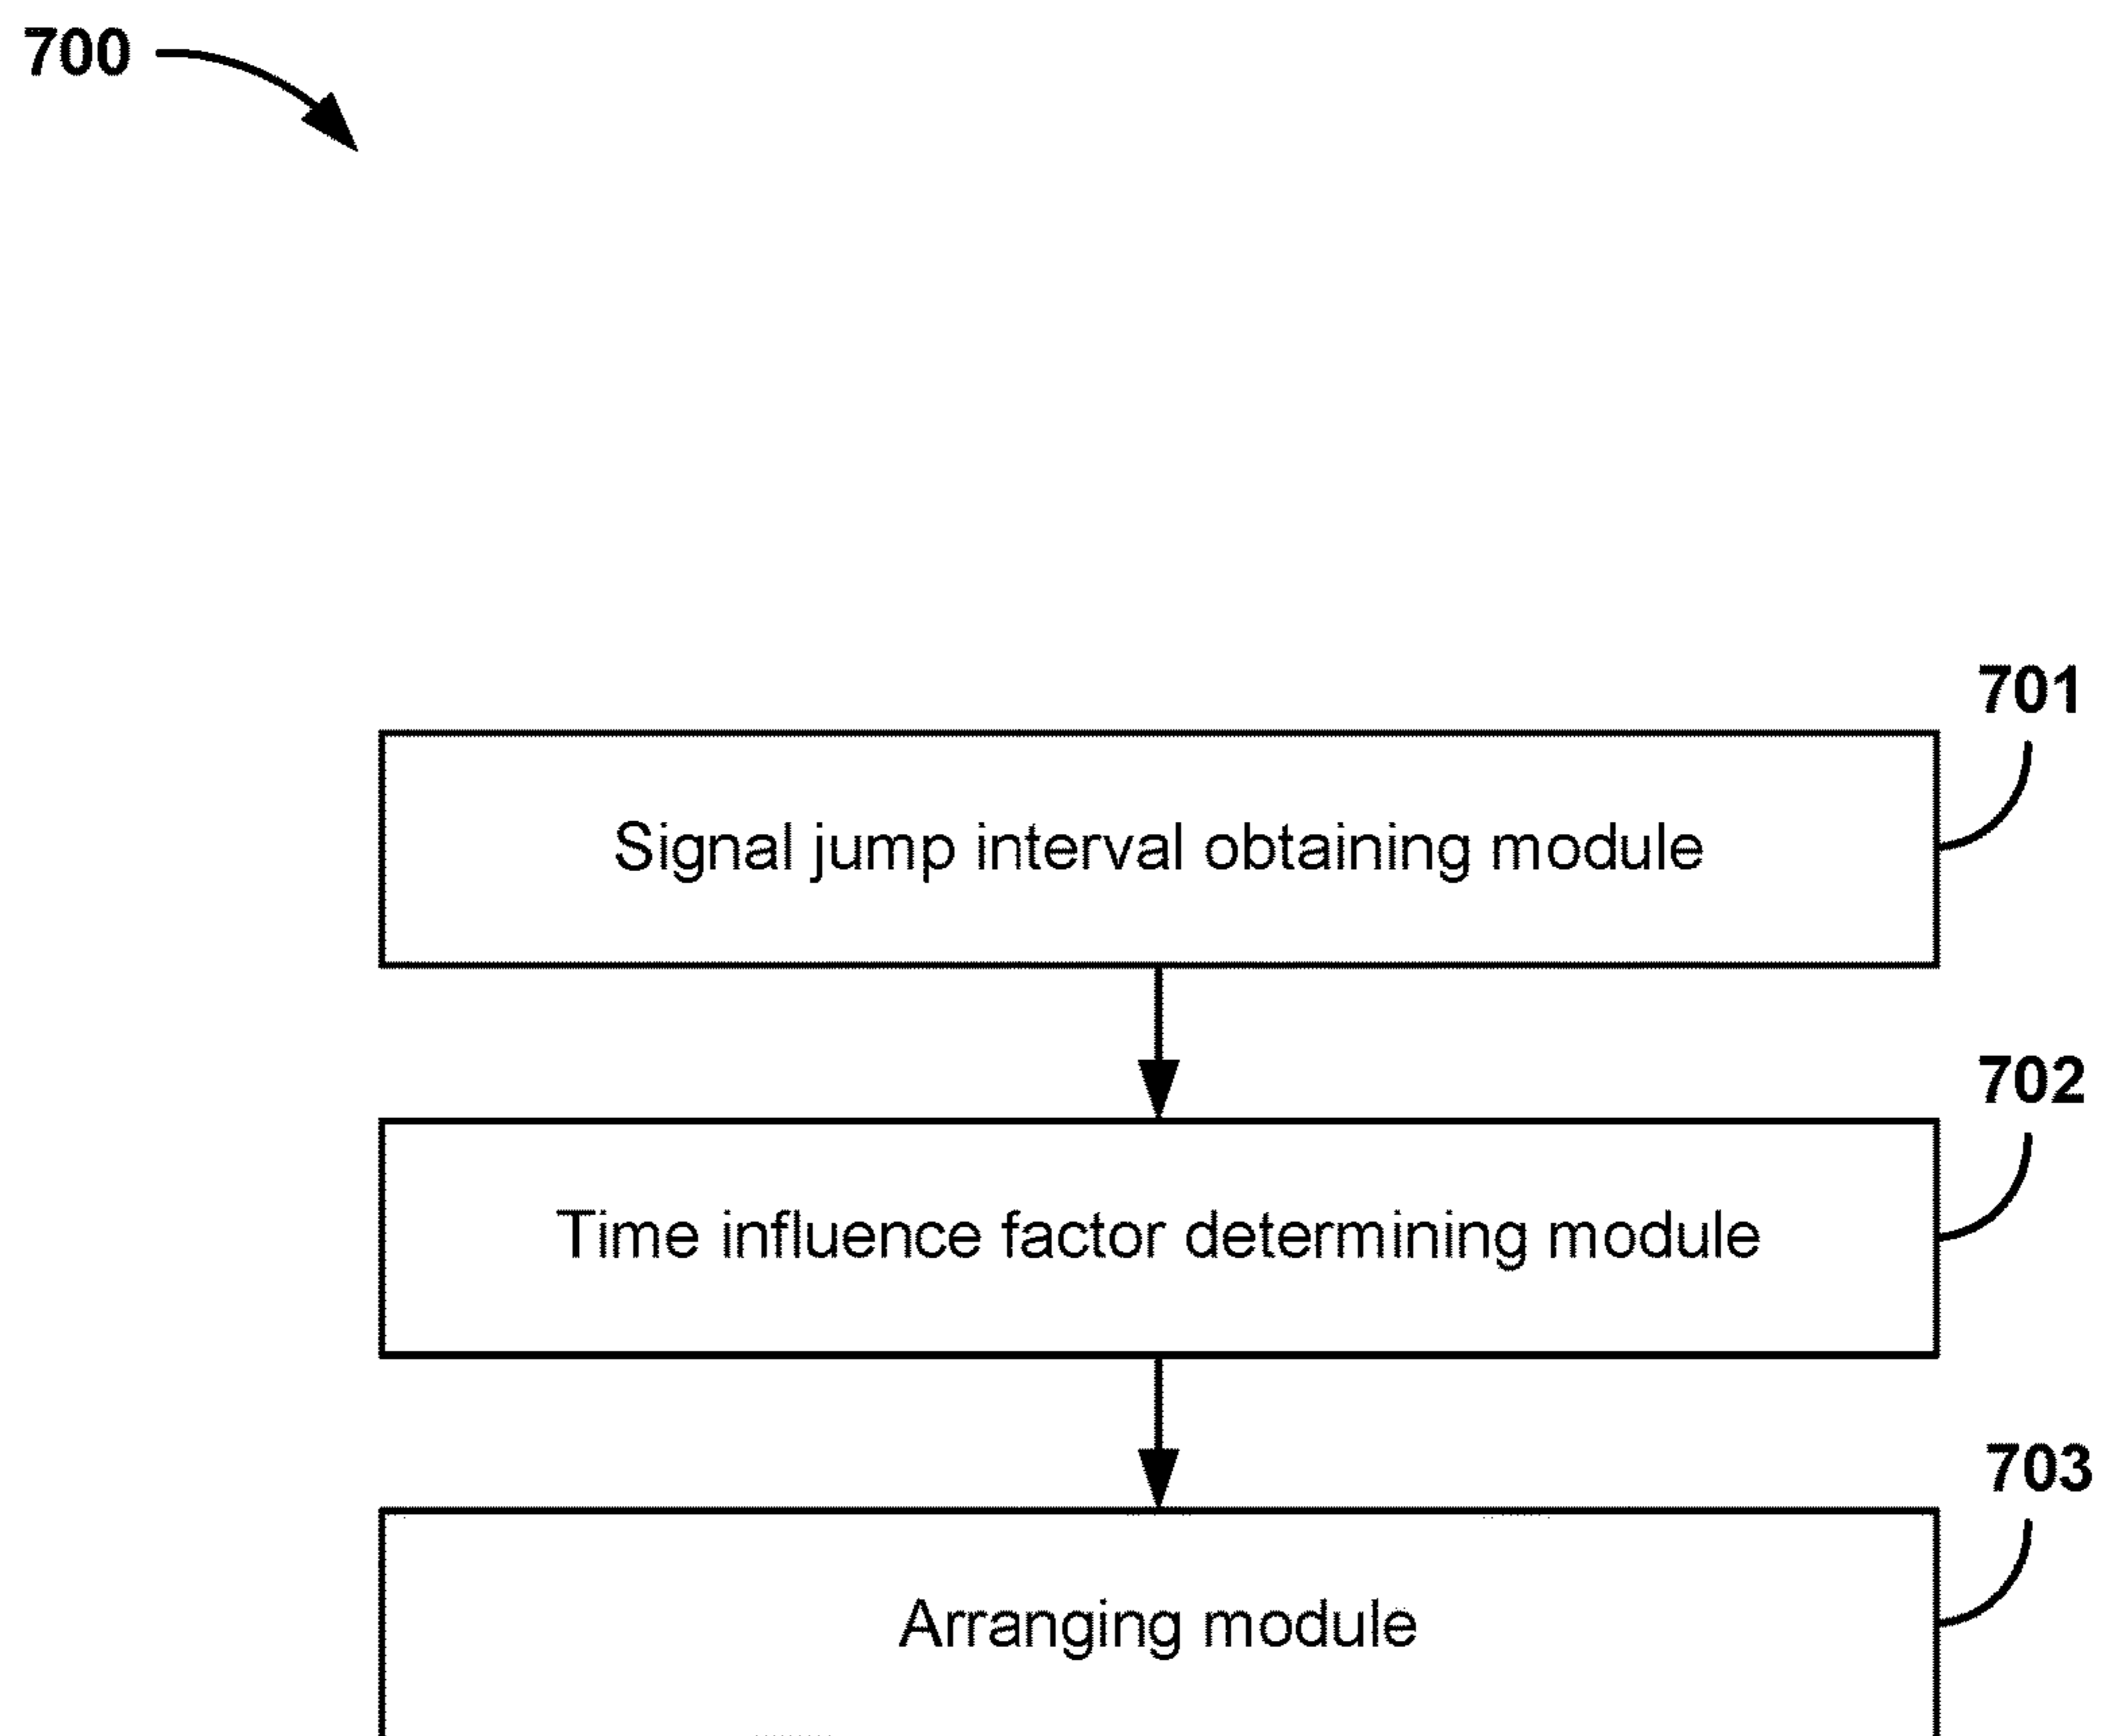 700
701
Signal jump interval obtaining module
702
Time influence factor determining module
703
Arranging module